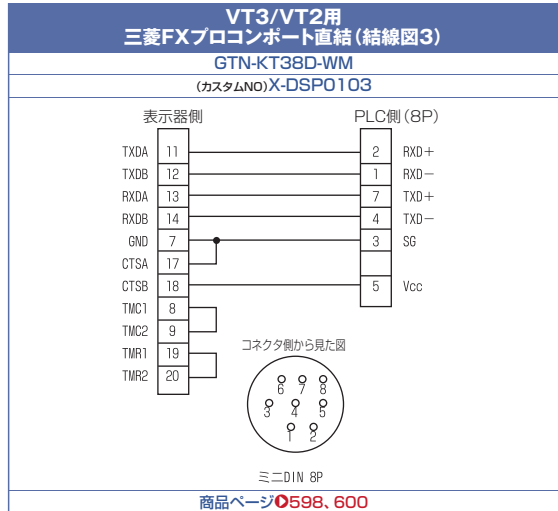 VT3/VT2用
三菱FXプロコンポート直結(結線図3)
GTN-KT38D-WM
(カスタムNO)X-DSP0103
表示器側 PLC側(8P)
TXDA 11 2 RXD+
TXDB 12 1 RXD−
RXDA 13 7 TXD+
RXDB 14 4 TXD−
GND 7 3 SG
CTSA 17
CTSB 18 5 Vcc
TMC1 8
TMC2 9
TMR1 19
TMR2 20
コネクタ側から見た図
6 7 8
3 4 5
1 2
ミニDIN 8P
商品ページ 598、600